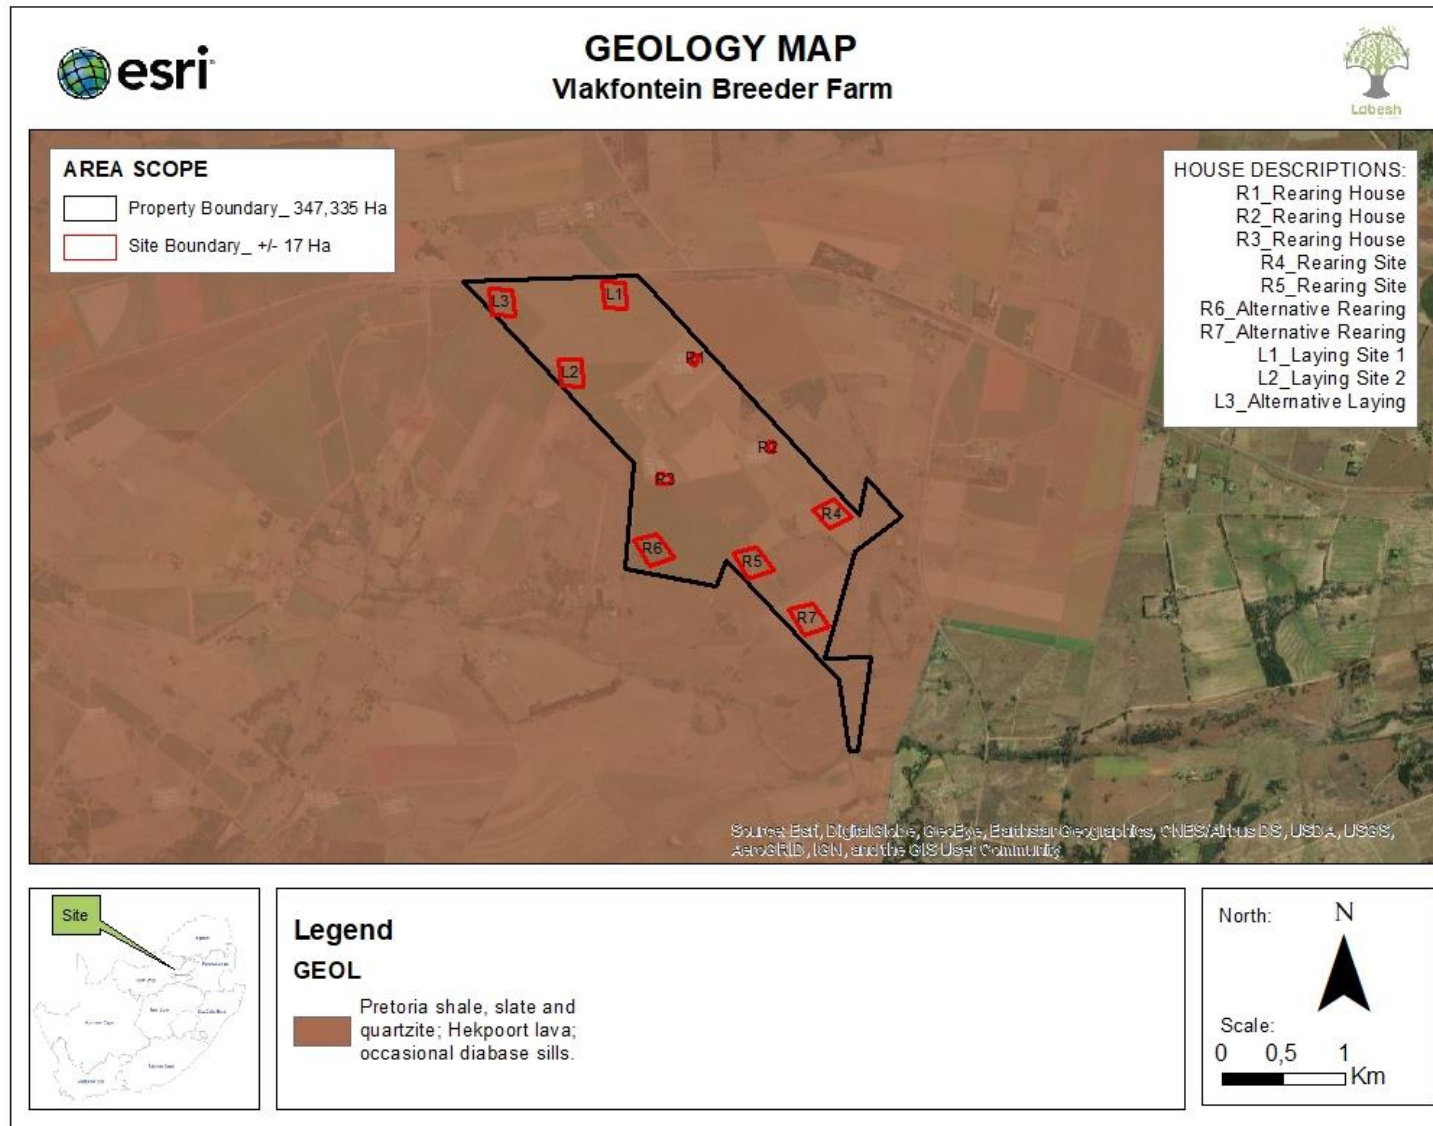 esri
GEOLOGY MAP
Vlakfontein Breeder Farm
Labesh
AREA SCOPE
Property Boundary_ 347,335 Ha
Site Boundary_ +/- 17 Ha
HOUSE DESCRIPTIONS:
R1_Rearing House
R2_Rearing House
R3_Rearing House
R4_Rearing Site
R5_Rearing Site
R6_Alternative Rearing
R7_Alternative Rearing
L1_Laying Site 1
L2_Laying Site 2
L3_Alternative Laying
L3
L1
R1
L2
R2
R3
R4
R6
R5
R7
Source: Esri, DigitalGlobe, GeoEye, Earthstar Geographics, CNES/Airbus DS, USDA, USGS,
AeroGRID, IGN, and the GIS User Community
Site
Legend
GEOL
Pretoria shale, slate and
quartzite; Hekpoort lava;
occasional diabase sills.
North:
N
Scale:
0 0,5 1
Km